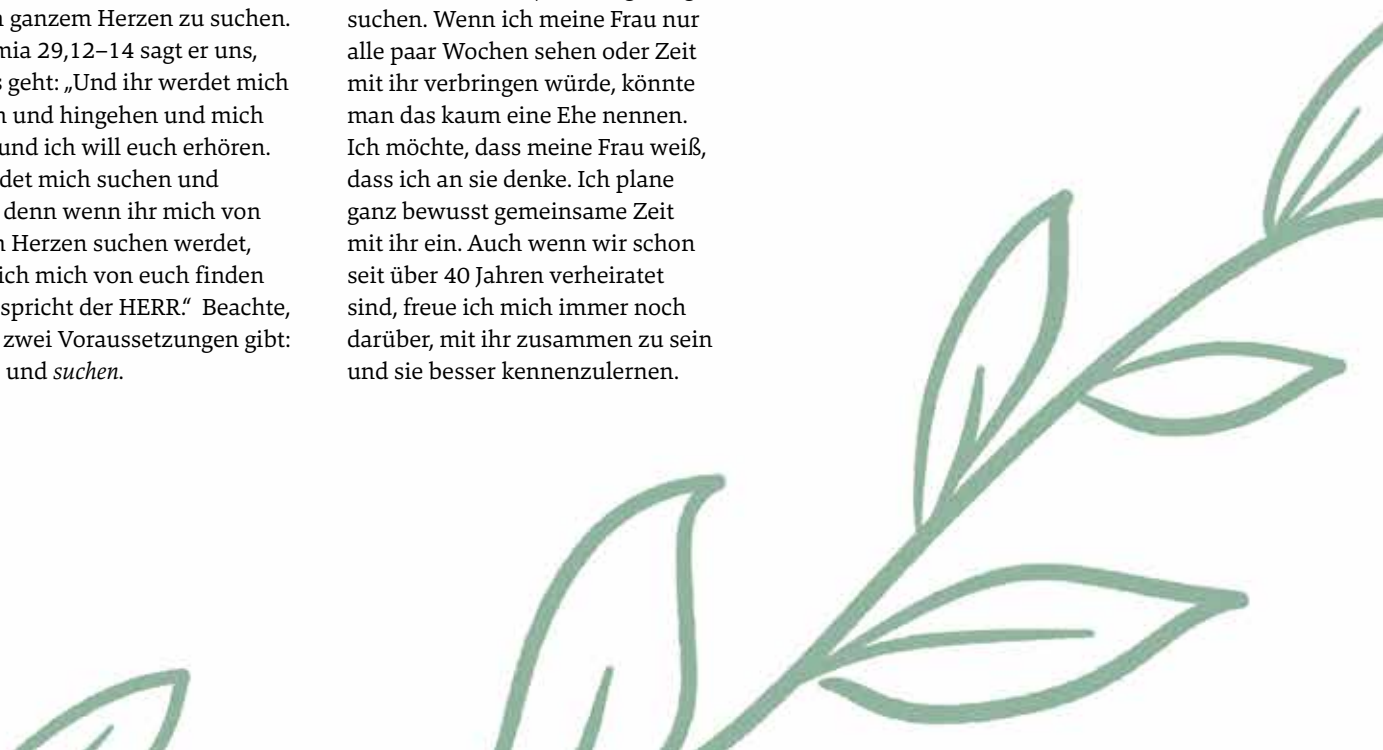 ganzem Herzen zu suchen.
29,12–14 sagt er uns,
geht: „Und ihr werdet mich
und hingehen und mich
und ich will euch erhören.
mich suchen und
denn wenn ihr mich von
Herzen suchen werdet,
ich mich von euch finden
spricht der HERR.“ Beachte,
zwei Voraussetzungen gibt:
und suchen.
suchen. Wenn ich meine Frau nur
alle paar Wochen sehen oder Zeit
mit ihr verbringen würde, könnte
man das kaum eine Ehe nennen.
Ich möchte, dass meine Frau weiß,
dass ich an sie denke. Ich plane
ganz bewusst gemeinsame Zeit
mit ihr ein. Auch wenn wir schon
seit über 40 Jahren verheiratet
sind, freue ich mich immer noch
darüber, mit ihr zusammen zu sein
und sie besser kennenzulernen.